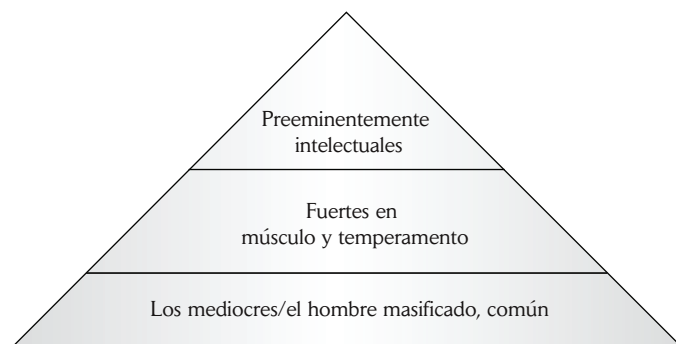 Preeminentemente
intelectuales
Fuertes en
músculo y temperamento
Los mediocres/el hombre masificado, común